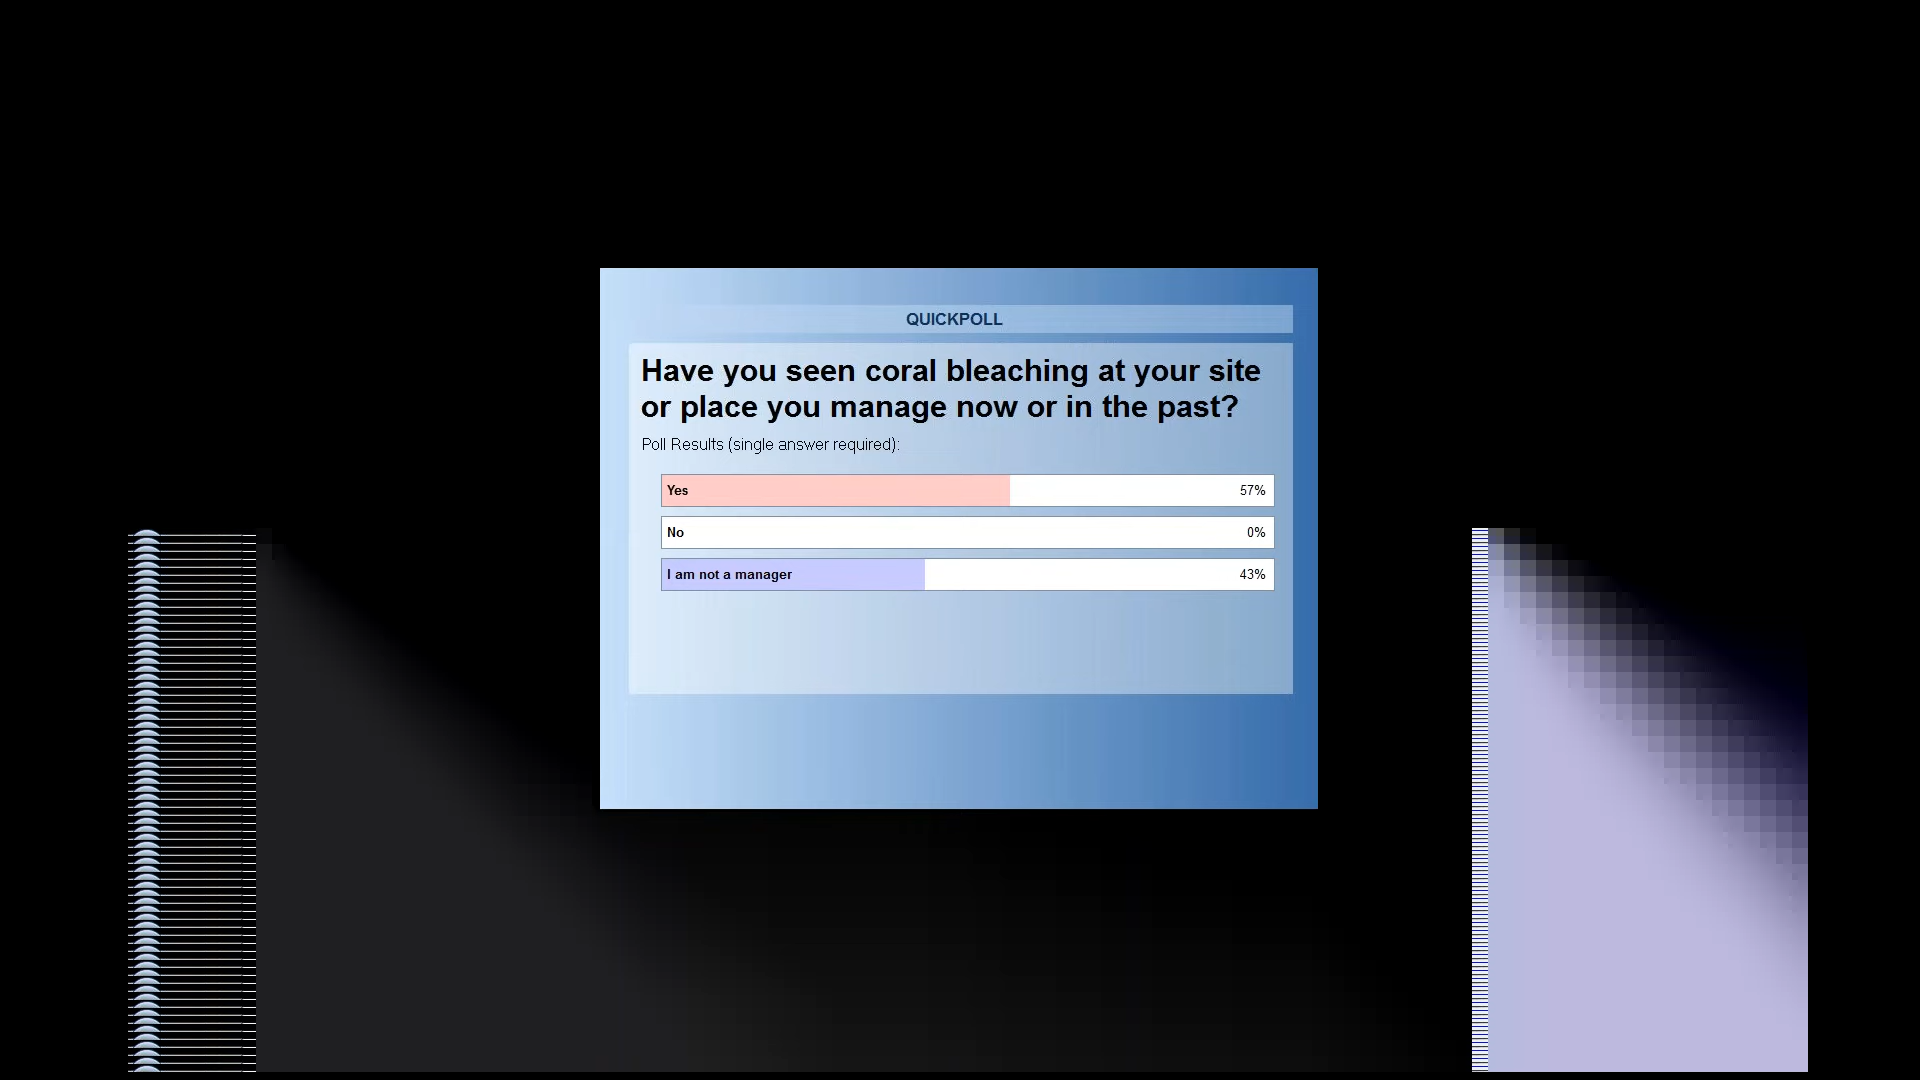 QUICKPOLL
Have you seen coral bleaching at your site
or place you manage now or in the past?
Poll Results (single answer required):
Yes 57%
No 0%
I am not a manager 43%